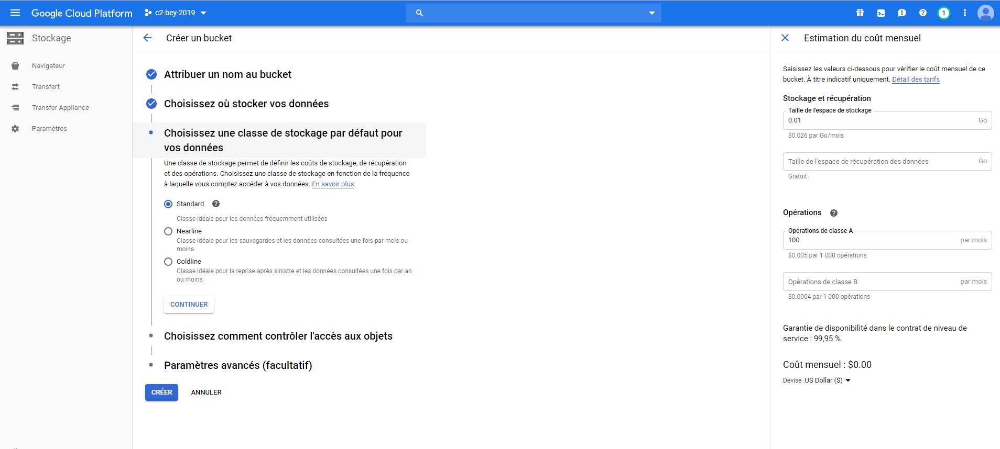 Google Cloud Platform
c2-bey-2019
1
Stockage
Navigateur
Transfert
Transfer Appliance
Paramètres
Créer un bucket
Attribuer un nom au bucket
Choisissez où stocker vos données
Choisissez une classe de stockage par défaut pour
vos données
Une classe de stockage permet de définir les coûts de stockage, de récupération
et des opérations. Choisissez une classe de stockage en fonction de la fréquence
à laquelle vous comptez accéder à vos données. En savoir plus
Standard
Classe idéale pour les données fréquemment utilisées
Nearline
Classe idéale pour les sauvegardes et les données consultées une fois par mois ou
moins
Coldline
Classe idéale pour la reprise après sinistre et les données consultées une fois par an
ou moins
CONTINUER
Choisissez comment contrôler l'accès aux objets
Paramètres avancés (facultatif)
CRÉER ANNULER
Estimation du coût mensuel
Saisissez les valeurs ci-dessous pour vérifier le coût mensuel de ce
bucket. À titre indicatif uniquement. Détail des tarifs
Stockage et récupération
Taille de l'espace de stockage
0.01 Go
$0.026 par Go/mois
Taille de l'espace de récupération des données Go
Gratuit
Opérations
Opérations de classe A
100 par mois
$0.005 par 1 000 opérations
Opérations de classe B par mois
$0.0004 par 1 000 opérations
Garantie de disponibilité dans le contrat de niveau de
service : 99,95 %
Coût mensuel : $0.00
Devise :US Dollar ($)